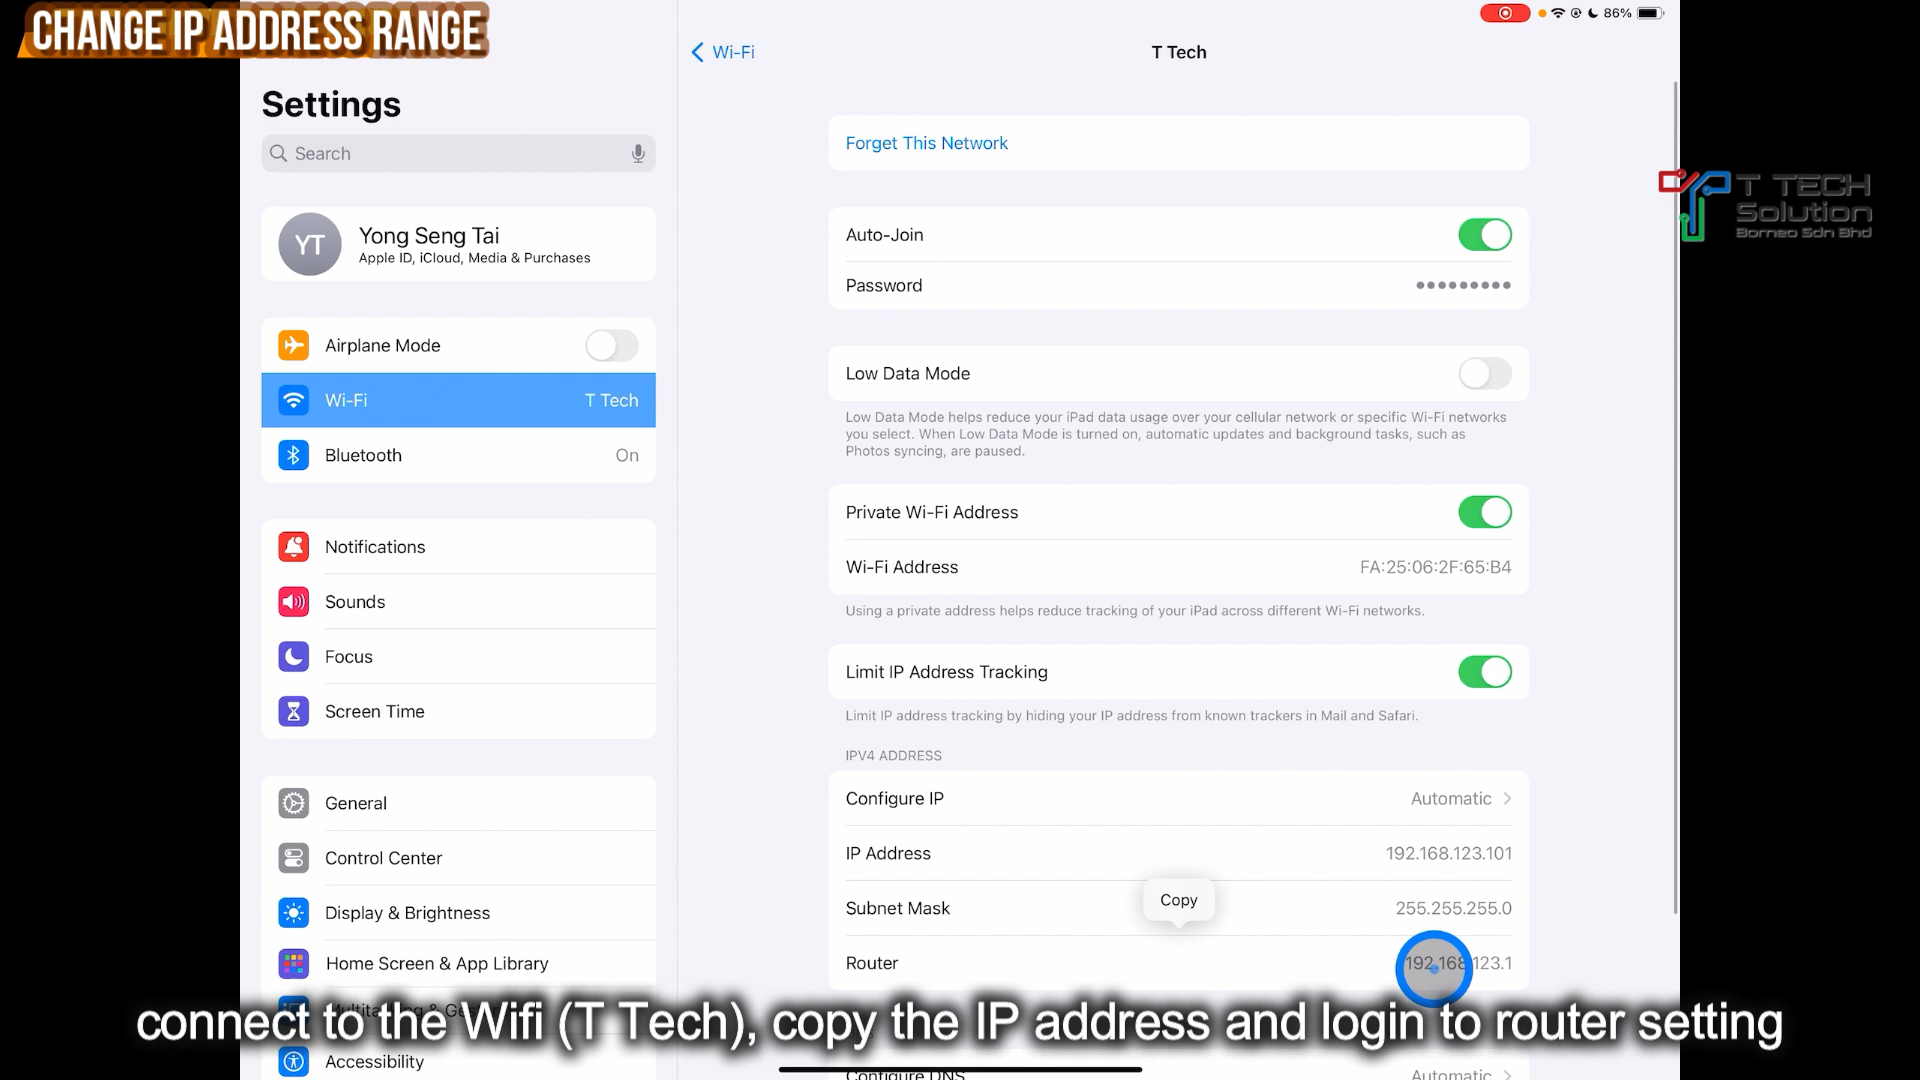 CHANGE IP ADDRESS RANGE
86%
Wi-Fi
T Tech
Settings
Search
Forget This Network
T TECH
Solution
Borneo Sdn Bhd
YT
Yong Seng Tai
Apple ID, iCloud, Media & Purchases
Auto-Join
Password
Airplane Mode
Wi-Fi T Tech
Bluetooth On
Low Data Mode
Low Data Mode helps reduce your iPad data usage over your cellular network or specific Wi-Fi networks
you select. When Low Data Mode is turned on, automatic updates and background tasks, such as
Photos syncing, are paused.
Private Wi-Fi Address
Wi-Fi Address FA:25:06:2F:65:B4
Using a private address helps reduce tracking of your iPad across different Wi-Fi networks.
Notifications
Sounds
Focus
Screen Time
Limit IP Address Tracking
Limit IP address tracking by hiding your IP address from known trackers in Mail and Safari.
IPV4 ADDRESS
Configure IP Automatic
IP Address 192.168.123.101
Copy
Subnet Mask 255.255.255.0
Router 192.168.123.1
General
Control Center
Display & Brightness
Home Screen & App Library
connect to the Wifi (T Tech), copy the IP address and login to router setting
Accessibility
Configure DNS Automatic